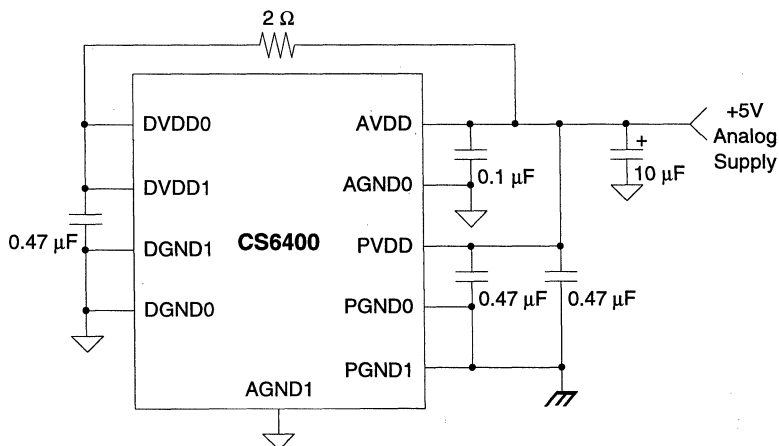 2 Ω
DVDD0
AVDD
+5V
Analog
Supply
+
0.1 μF
10 μF
DVDD1
AGND0
0.47 μF
DGND1
CS6400
PVDD
DGND0
PGND0
0.47 μF
0.47 μF
PGND1
AGND1